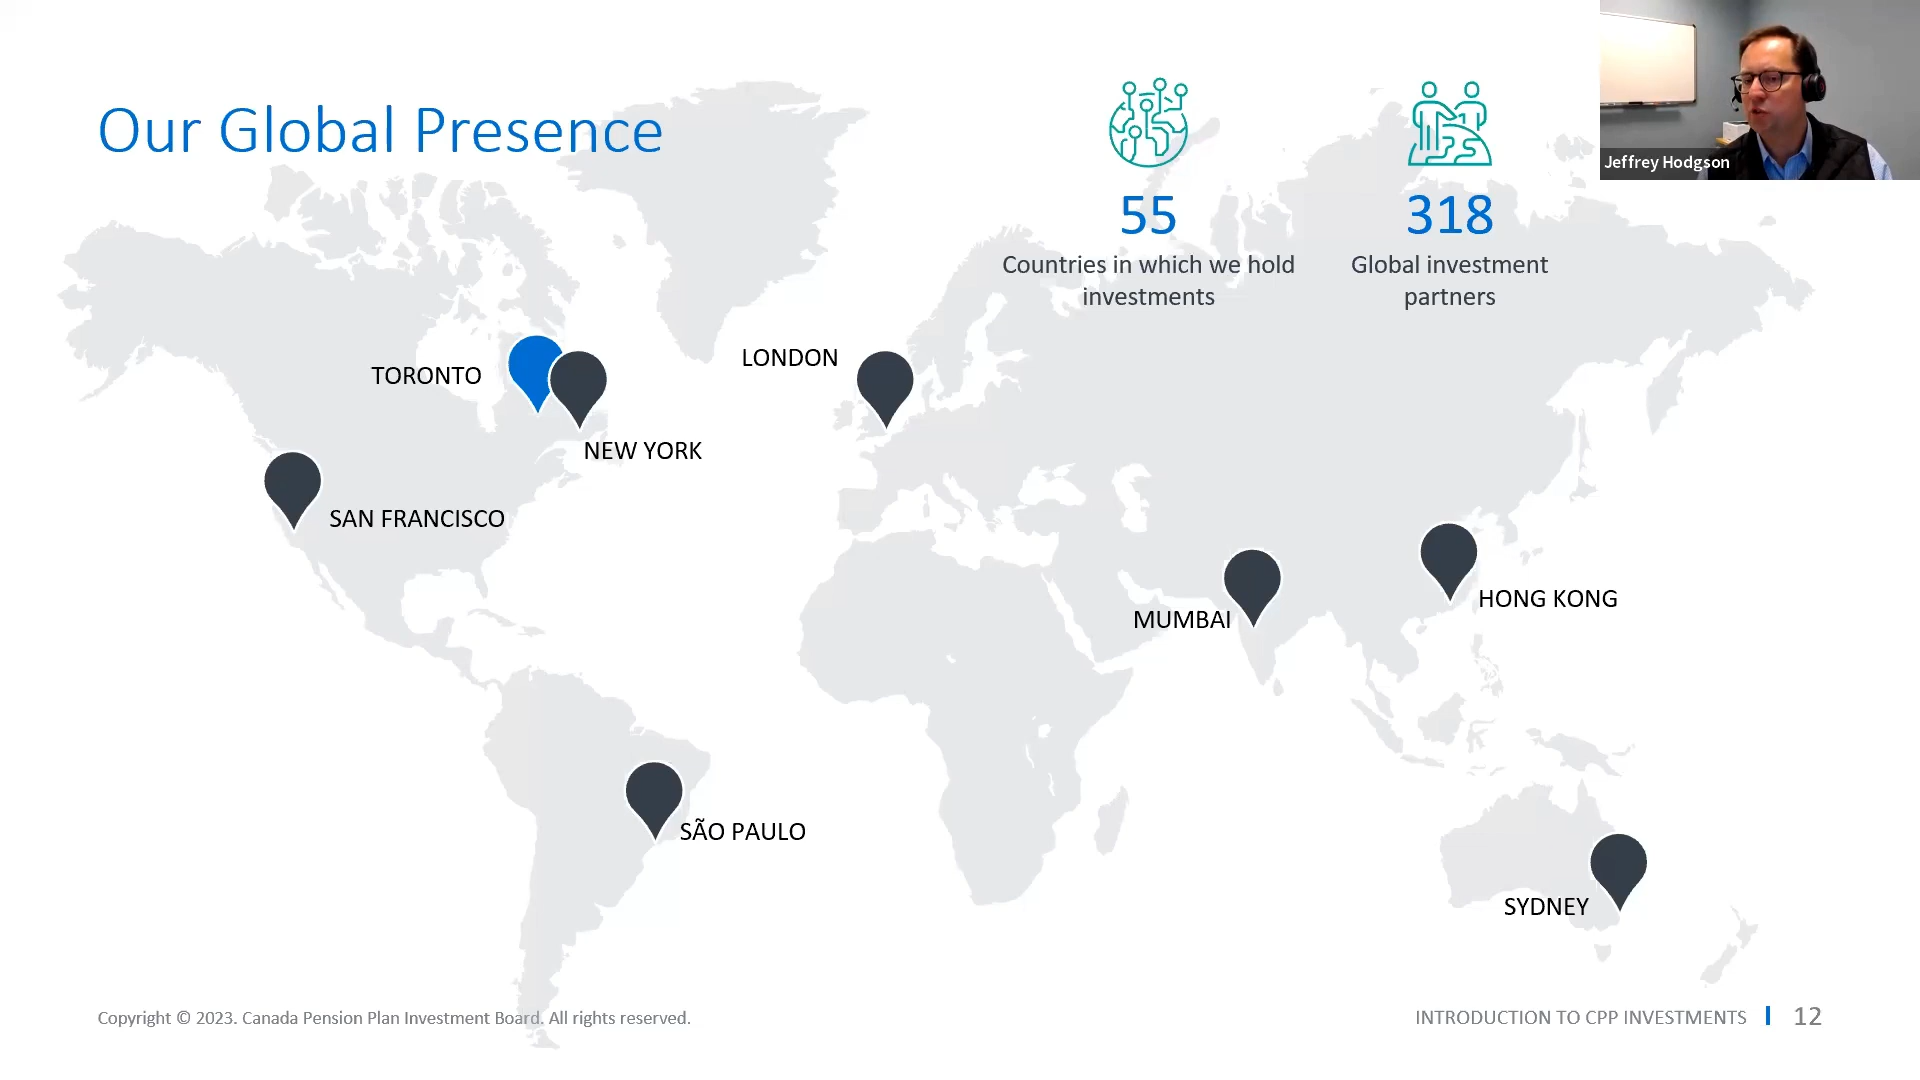 Our Global Presence
55
Countries in which we hold
investments
318
Global investment
partners
Jeffrey Hodgson
TORONTO
NEW YORK
LONDON
SAN FRANCISCO
MUMBAI
HONG KONG
SÃO PAULO
SYDNEY
Copyright © 2023. Canada Pension Plan Investment Board. All rights reserved.
INTRODUCTION TO CPP INVESTMENTS
12